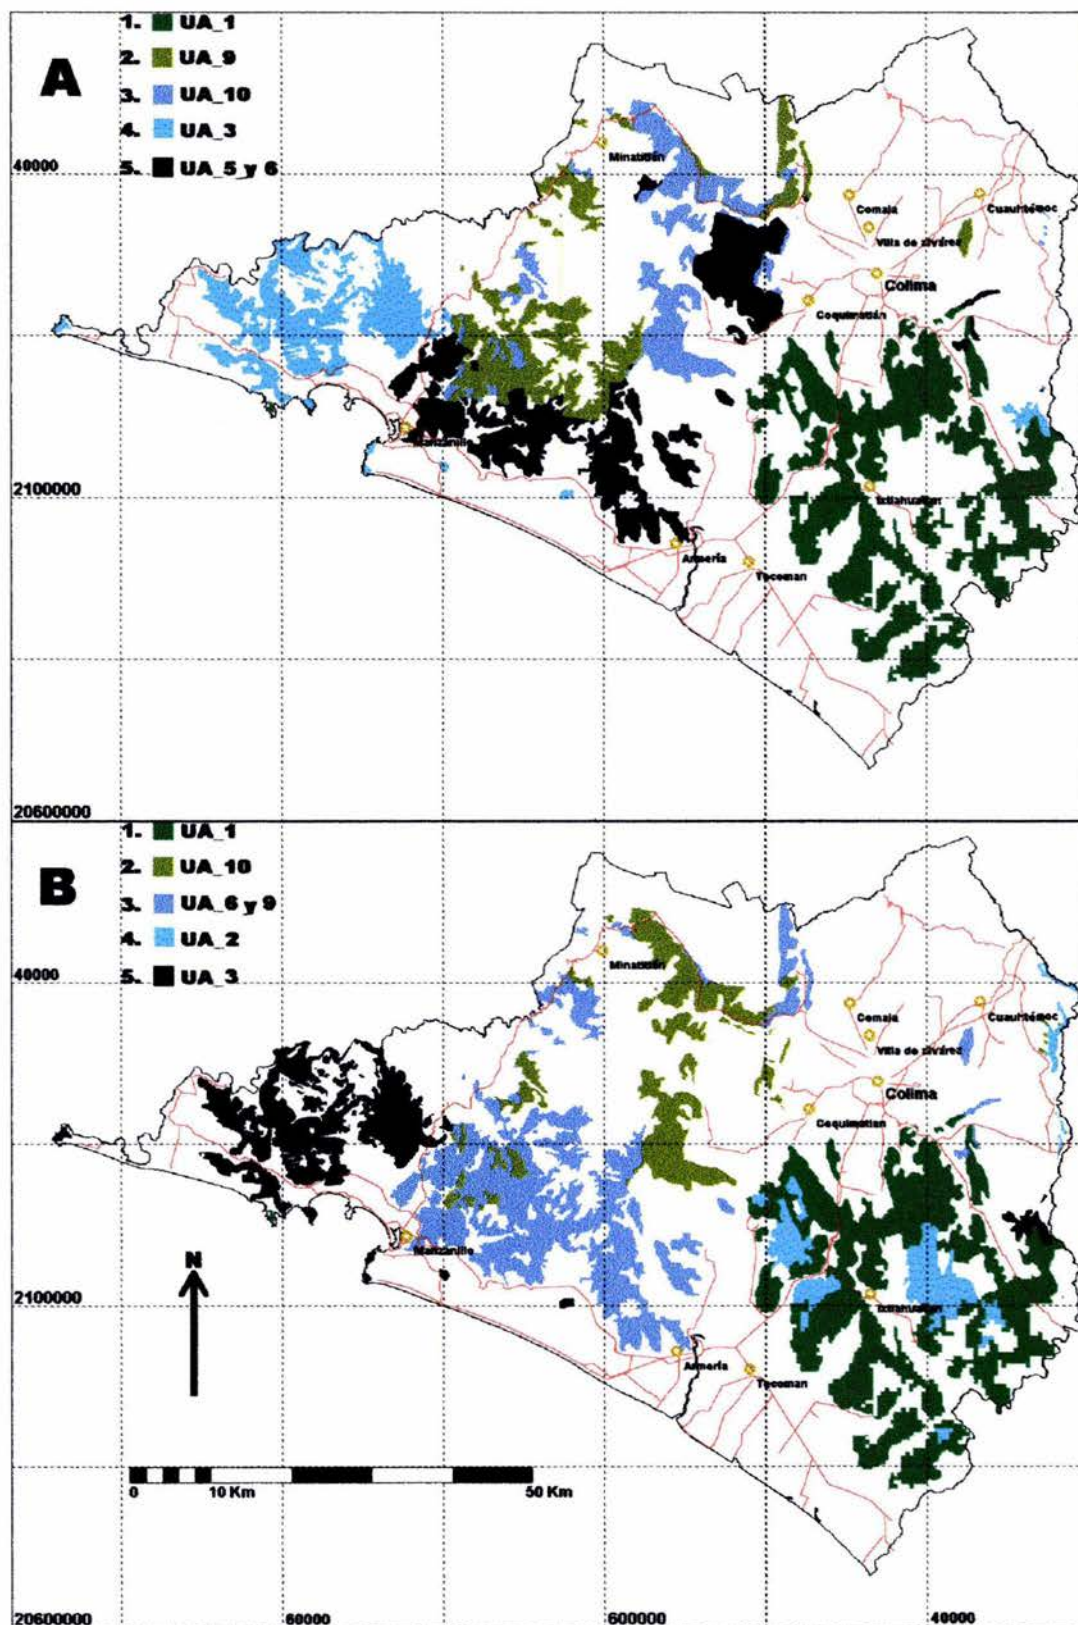 1. UA_1
2. UA_9
3. UA_10
4. UA_3
5. UA_5 y 6
A
40000
2100000
20600000
Minatitlán
Comala
Cuauhtémoc
Villa de Álvarez
Colima
Coquimatlán
Manzanillo
Ixtlahuacan
Armería
Tecoman
1. UA_1
2. UA_10
3. UA_6 y 9
4. UA_2
5. UA_3
B
40000
2100000
20600000
Minatitlán
Comala
Cuauhtémoc
Villa de Álvarez
Colima
Coquimatlán
Manzanillo
Ixtlahuacan
Armería
Tecoman
N
0 10 Km 50 Km
60000 600000 40000